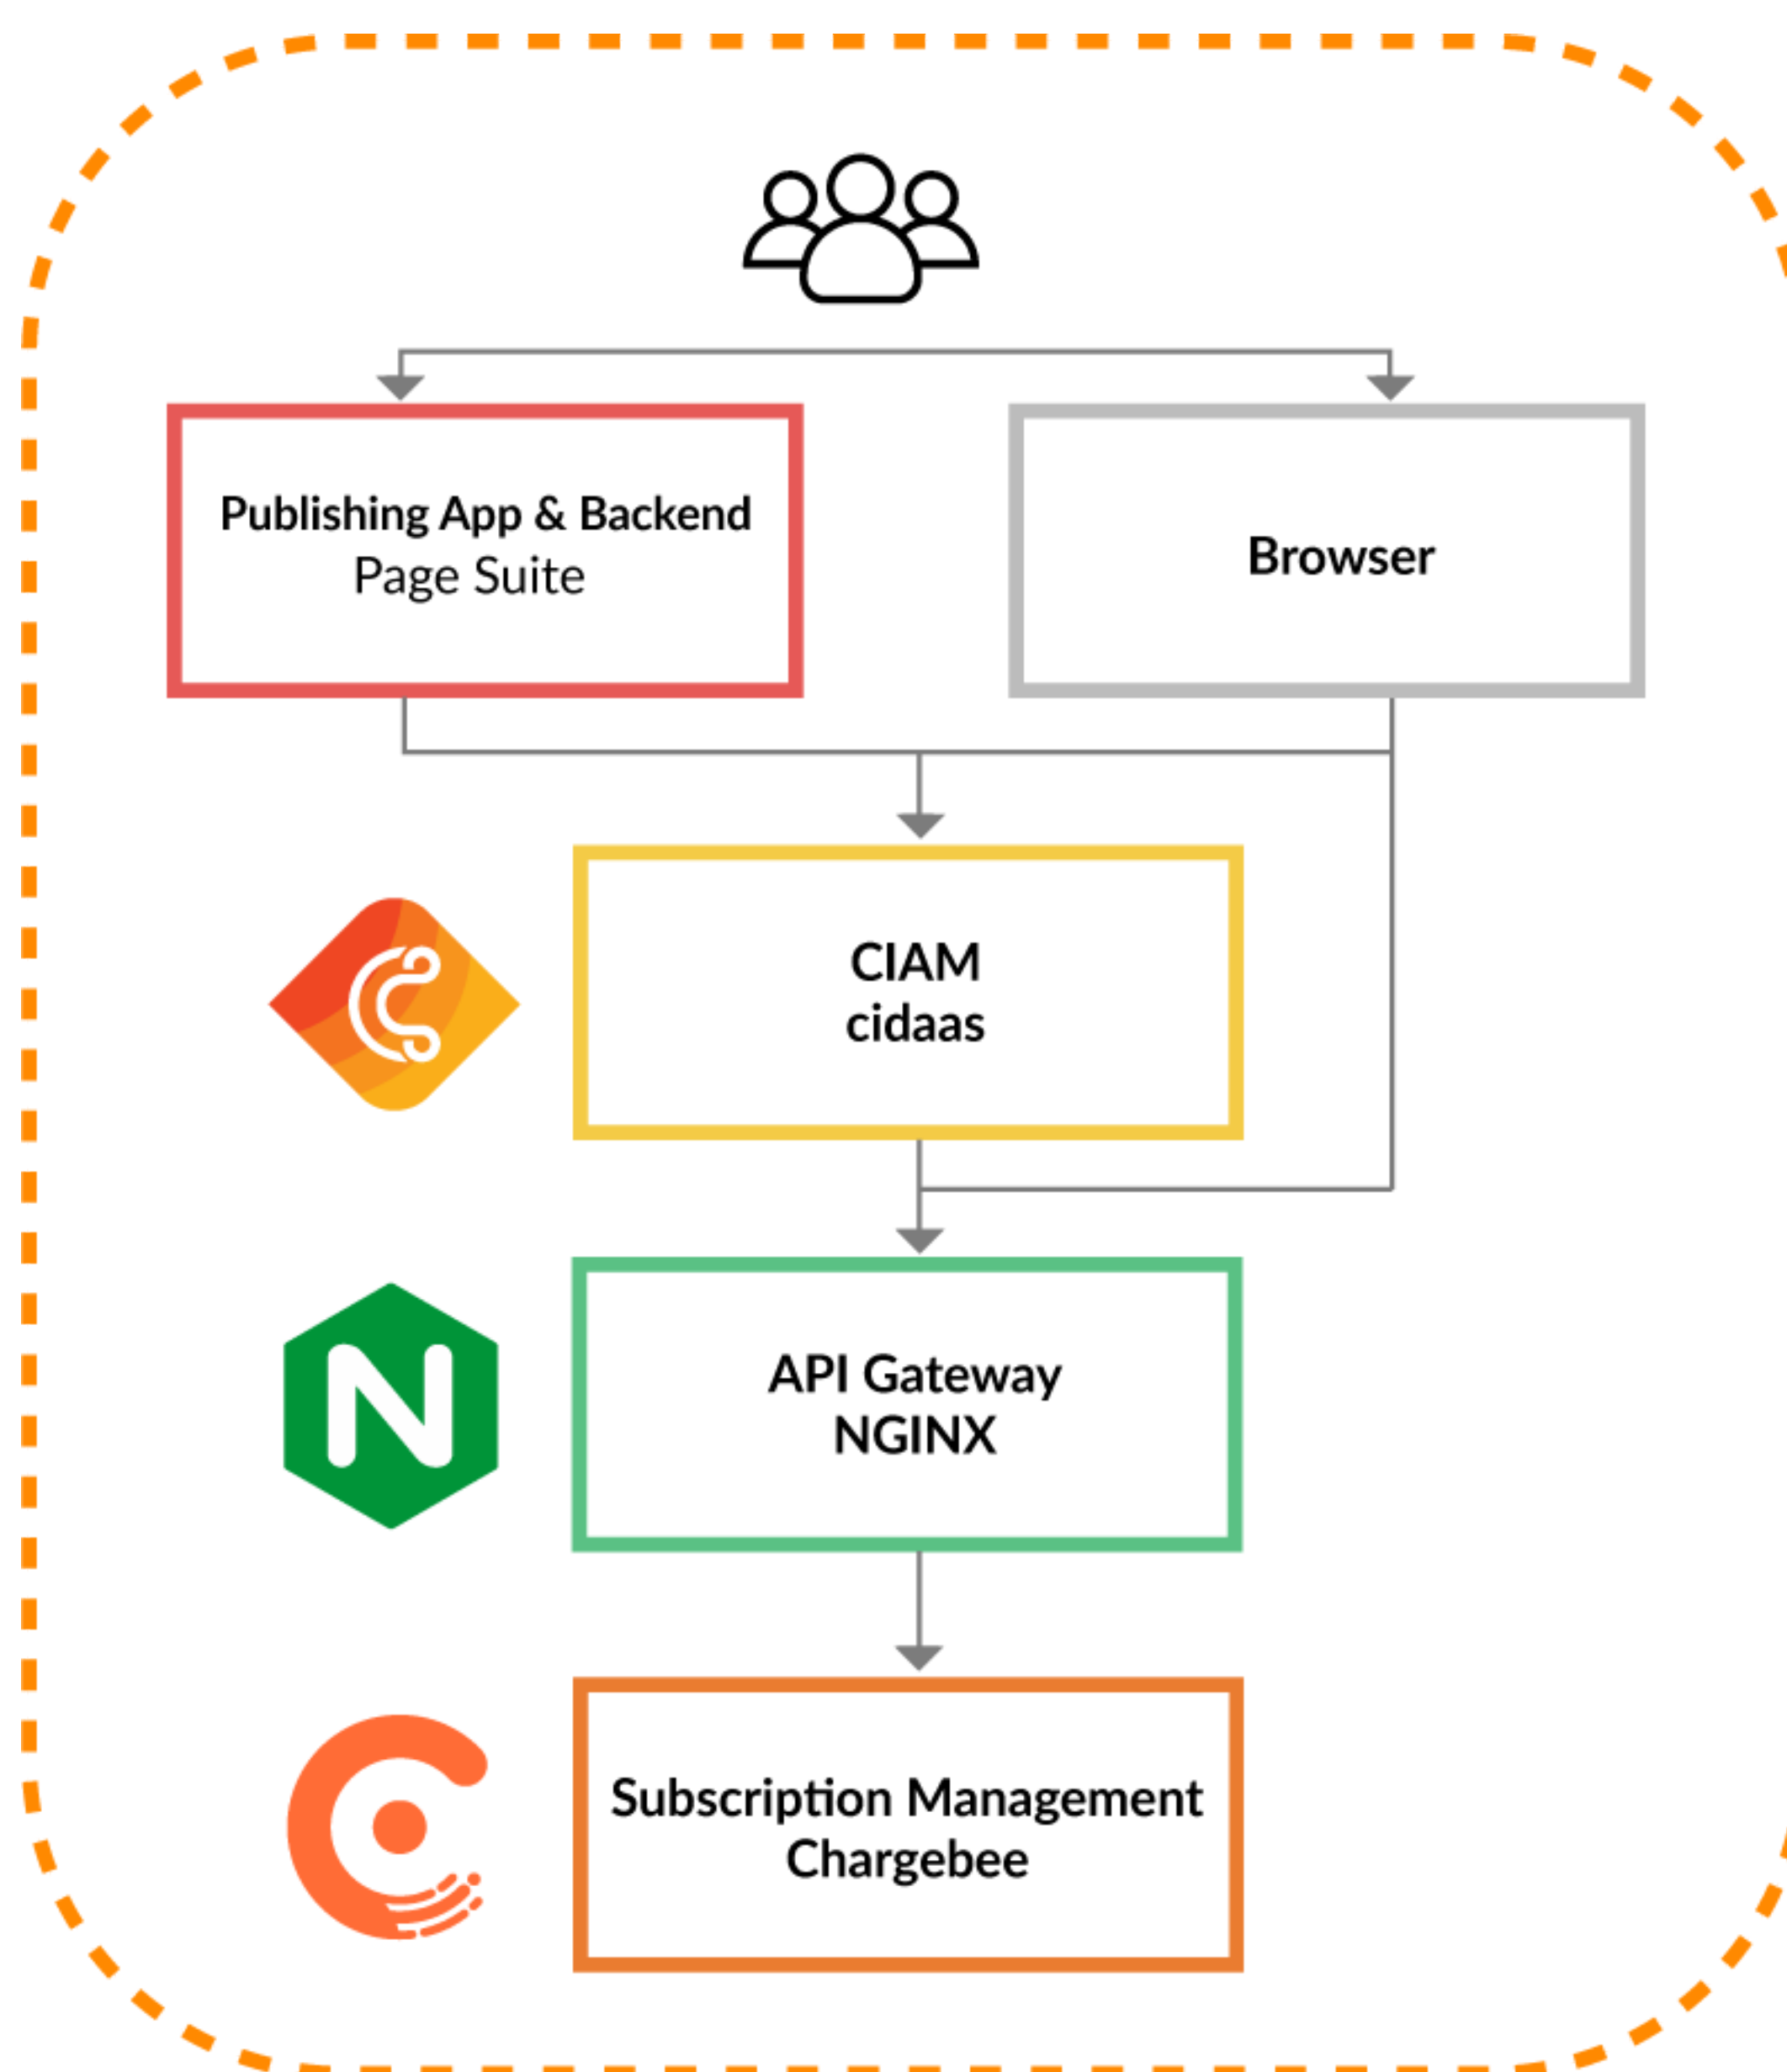 Publishing App & Backend
Page Suite
Browser
CIAM
cidaas
API Gateway
NGINX
Subscription Management
Chargebee